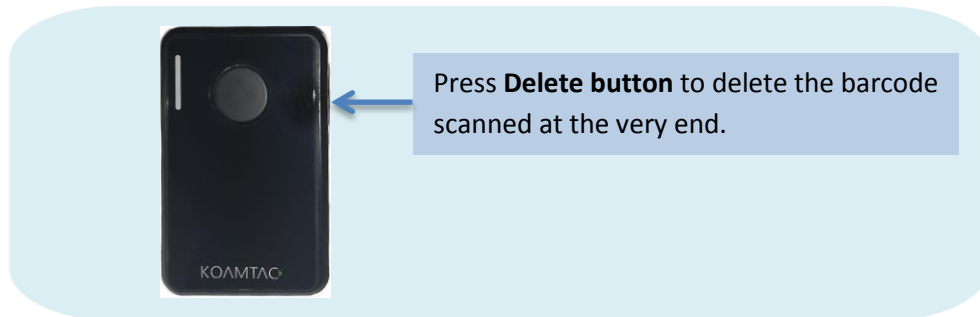 Press Delete button to delete the barcode
scanned at the very end.
KOAMTAC